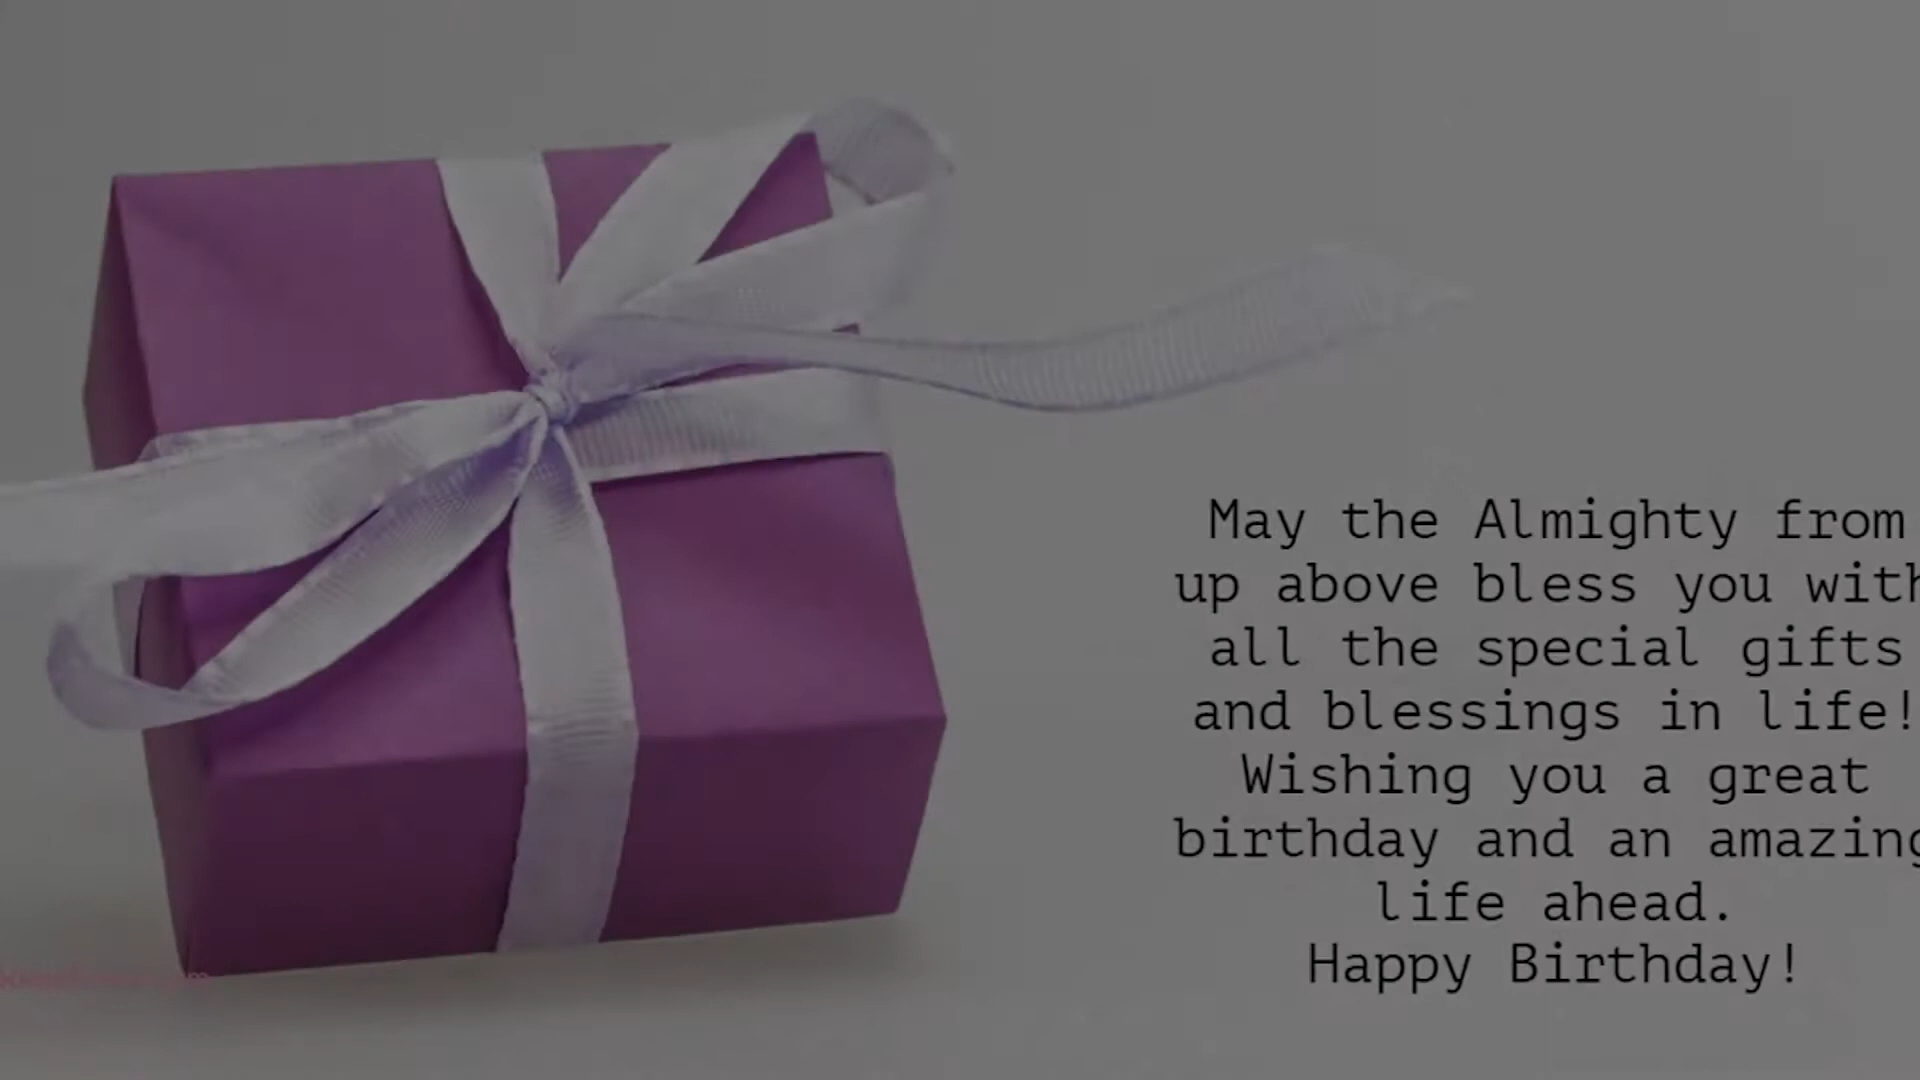 May the Almighty from
up above bless you with
all the special gifts
and blessings in life!
Wishing you a great
birthday and an amazing
life ahead.
Happy Birthday!